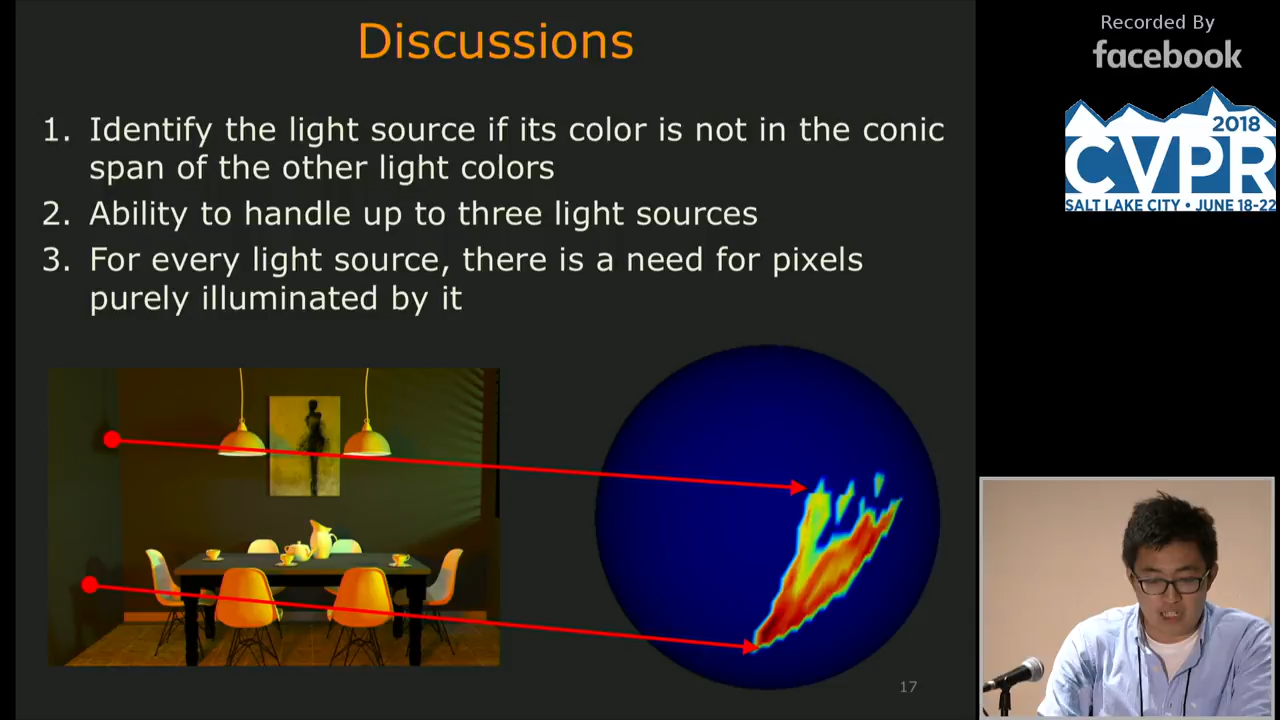 Discussions
1. Identify the light source if its color is not in the conic
span of the other light colors
2. Ability to handle up to three light sources
3. For every light source, there is a need for pixels
purely illuminated by it
17
Recorded By
facebook
2018
CVPR
SALT LAKE CITY • JUNE 18-22